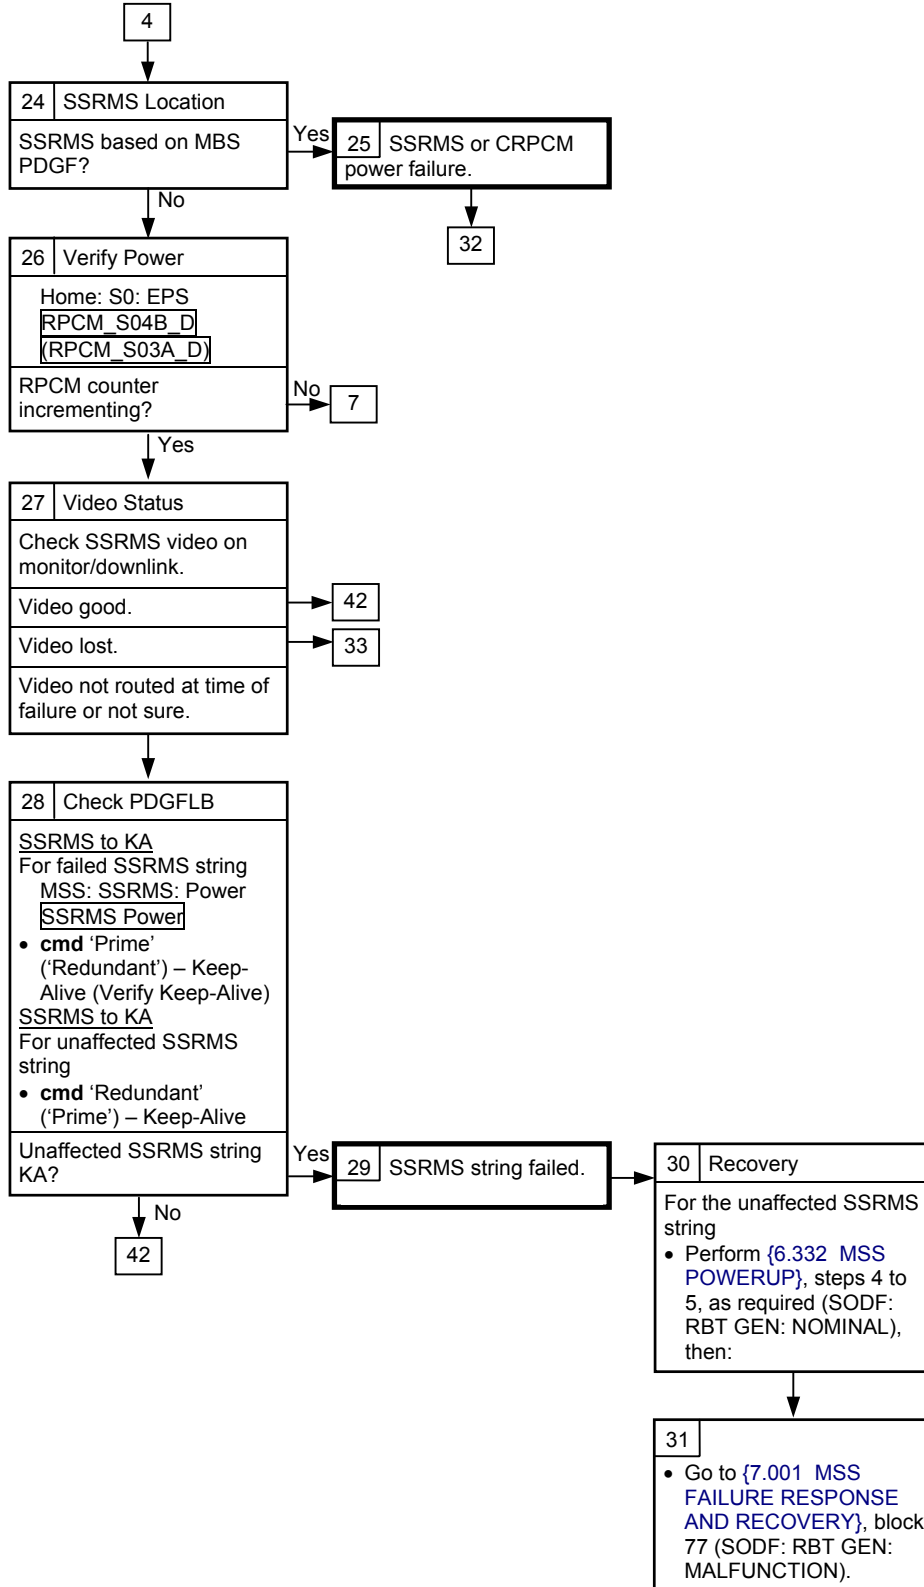 4
24 SSRMS Location
SSRMS based on MBS
PDGF?
Yes
25 SSRMS or CRPCM
power failure.
32
No
26 Verify Power
Home: S0: EPS
RPCM_S04B_D
(RPCM_S03A_D)
RPCM counter
incrementing?
No
7
Yes
27 Video Status
Check SSRMS video on
monitor/downlink.
Video good.
42
Video lost.
33
Video not routed at time of
failure or not sure.
28 Check PDGFLB
SSRMS to KA
For failed SSRMS string
MSS: SSRMS: Power
SSRMS Power
• cmd ‘Prime’
(‘Redundant’) – Keep-
Alive (Verify Keep-Alive)
SSRMS to KA
For unaffected SSRMS
string
• cmd ‘Redundant’
(‘Prime’) – Keep-Alive
Unaffected SSRMS string
KA?
Yes
29 SSRMS string failed.
No
42
30 Recovery
For the unaffected SSRMS
string
• Perform {6.332 MSS
POWERUP}, steps 4 to
5, as required (SODF:
RBT GEN: NOMINAL),
then:
31
• Go to {7.001 MSS
FAILURE RESPONSE
AND RECOVERY}, block
77 (SODF: RBT GEN:
MALFUNCTION).